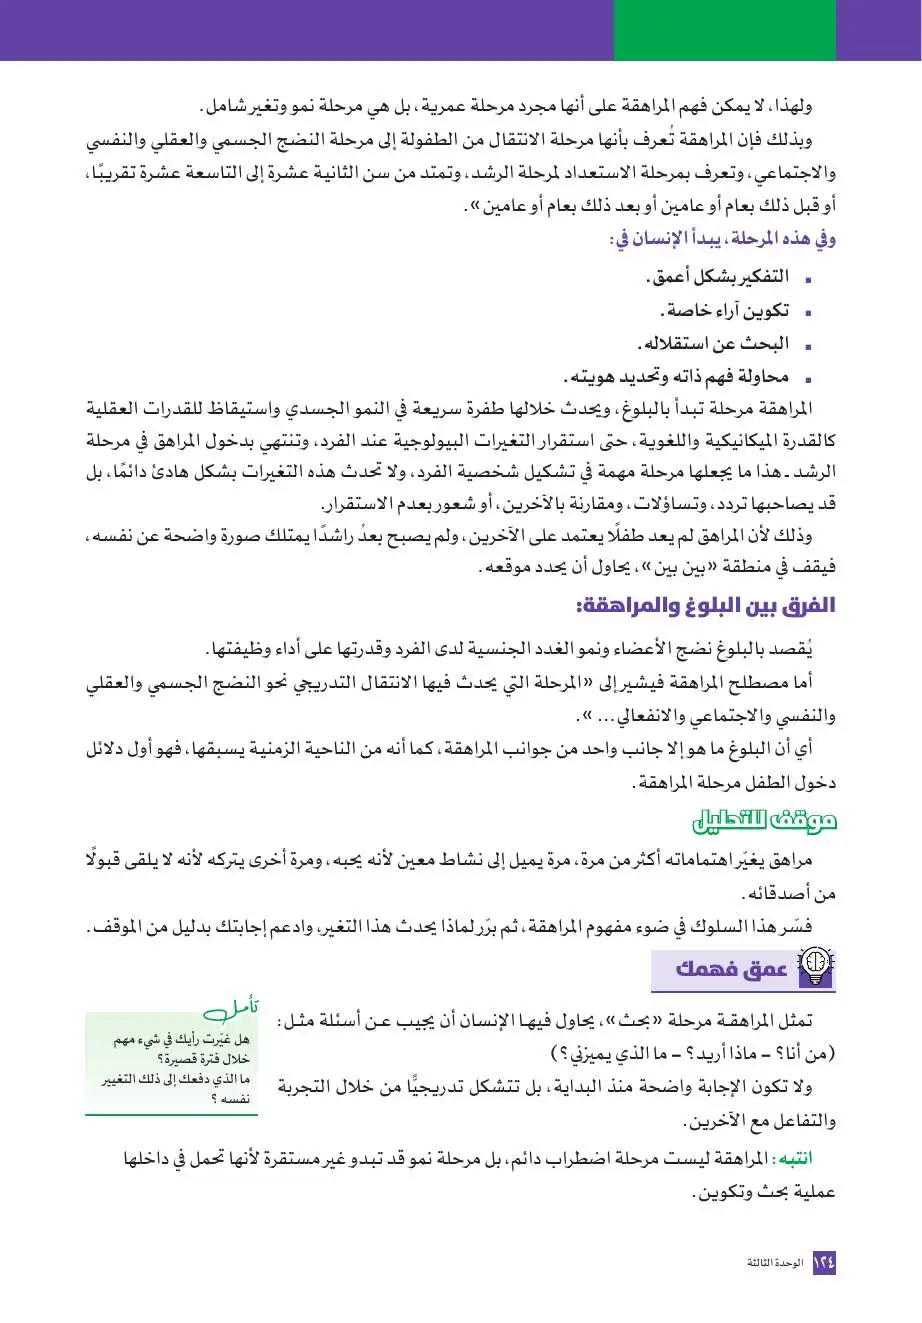 ولهذا، لا يمكن فهم المراهقة على أنها مجرد مرحلة عمرية، بل هي مرحلة نمو وتغير شامل.
وبذلك فإن المراهقة تُعرف بأنها مرحلة الانتقال من الطفولة إلى مرحلة النضج الجسمي والعقلي والنفسي
والاجتماعي، وتعرف بمرحلة الاستعداد لمرحلة الرشد، وتمتد من سن الثانية عشرة إلى التاسعة عشرة تقريبًا،
أو قبل ذلك بعام أو عامين أو بعد ذلك بعام أو عامين».
وفي هذه المرحلة، يبدأ الإنسان في:
▪ التفكير بشكل أعمق.
▪ تكوين آراء خاصة.
▪ البحث عن استقلاله.
▪ محاولة فهم ذاته وتحديد هويته.
المراهقة مرحلة تبدأ بالبلوغ، ويحدث خلالها طفرة سريعة في النمو الجسدي واستيقاظ للقدرات العقلية
كالقدرة الميكانيكية واللغوية، حتى استقرار التغيرات البيولوجية عند الفرد، وتنتهي بدخول المراهق في مرحلة
الرشد ـ هذا ما يجعلها مرحلة مهمة في تشكيل شخصية الفرد، ولا تحدث هذه التغيرات بشكل هادئ دائمًا، بل
قد يصاحبها تردد، وتساؤلات، ومقارنة بالآخرين، أو شعور بعدم الاستقرار.
وذلك لأن المراهق لم يعد طفلًا يعتمد على الآخرين، ولم يصبح بعدُ راشدًا يمتلك صورة واضحة عن نفسه،
فيقف في منطقة «بين بين»، يحاول أن يحدد موقعه.
الفرق بين البلوغ والمراهقة:
يُقصد بالبلوغ نضج الأعضاء ونمو الغدد الجنسية لدى الفرد وقدرتها على أداء وظيفتها.
أما مصطلح المراهقة فيشير إلى «المرحلة التي يحدث فيها الانتقال التدريجي نحو النضج الجسمي والعقلي
والنفسي والاجتماعي والانفعالي... ».
أي أن البلوغ ما هو إلا جانب واحد من جوانب المراهقة، كما أنه من الناحية الزمنية يسبقها، فهو أول دلائل
دخول الطفل مرحلة المراهقة.
موقف للتحليل
مراهق يغيّر اهتماماته أكثر من مرة، مرة يميل إلى نشاط معين لأنه يحبه، ومرة أخرى يتركه لأنه لا يلقى قبولًا
من أصدقائه.
فسّر هذا السلوك في ضوء مفهوم المراهقة، ثم برّر لماذا يحدث هذا التغير، وادعم إجابتك بدليل من الموقف.
عمق فهمك
تمثل المراهقة مرحلة «بحث»، يحاول فيها الإنسان أن يجيب عن أسئلة مثل:
(من أنا؟ – ماذا أريد؟ – ما الذي يميزني؟)
ولا تكون الإجابة واضحة منذ البداية، بل تتشكل تدريجيًّا من خلال التجربة
والتفاعل مع الآخرين.
تأمل
هل غيّرت رأيك في شيء مهم
خلال فترة قصيرة؟
ما الذي دفعك إلى ذلك التغيير
نفسه ؟
انتبه: المراهقة ليست مرحلة اضطراب دائم، بل مرحلة نمو قد تبدو غير مستقرة لأنها تحمل في داخلها
عملية بحث وتكوين.
١٢٤ الوحدة الثالثة